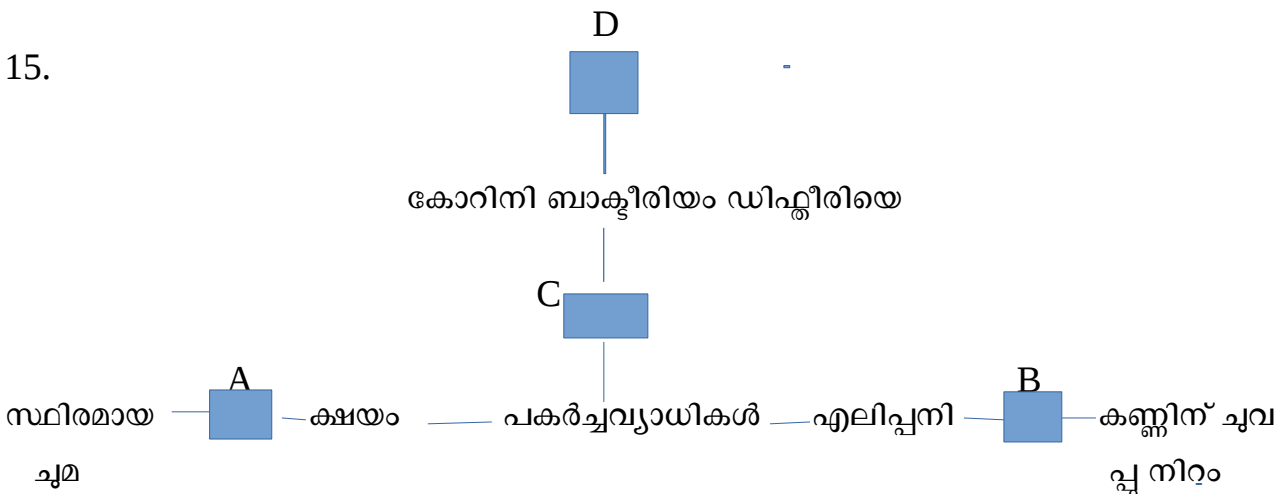 D
15.
കോറിനി ബാക്ടീരിയം ഡിഫ്തീരിയെ
C
A B
സ്ഥിരമായ ക്ഷയം പകർച്ചവ്യാധികൾ എലിപ്പനി കണ്ണിന് ചുവ
ചുമ പ്പു നിറം